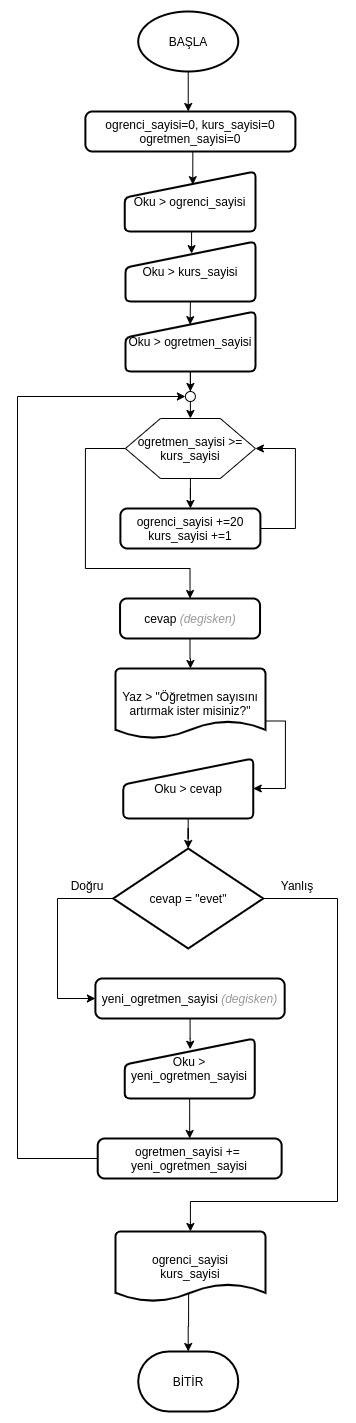 BAŞLA
ogrenci_sayisi=0, kurs_sayisi=0
ogretmen_sayisi=0
Oku > ogrenci_sayisi
Oku > kurs_sayisi
Oku > ogretmen_sayisi
ogretmen_sayisi >=
kurs_sayisi
ogrenci_sayisi +=20
kurs_sayisi +=1
cevap (degisken)
Yaz > "Öğretmen sayısını
artırmak ister misiniz?"
Oku > cevap
Doğru
cevap = "evet"
Yanlış
yeni_ogretmen_sayisi (degisken)
Oku >
yeni_ogretmen_sayisi
ogretmen_sayisi +=
yeni_ogretmen_sayisi
ogrenci_sayisi
kurs_sayisi
BİTİR